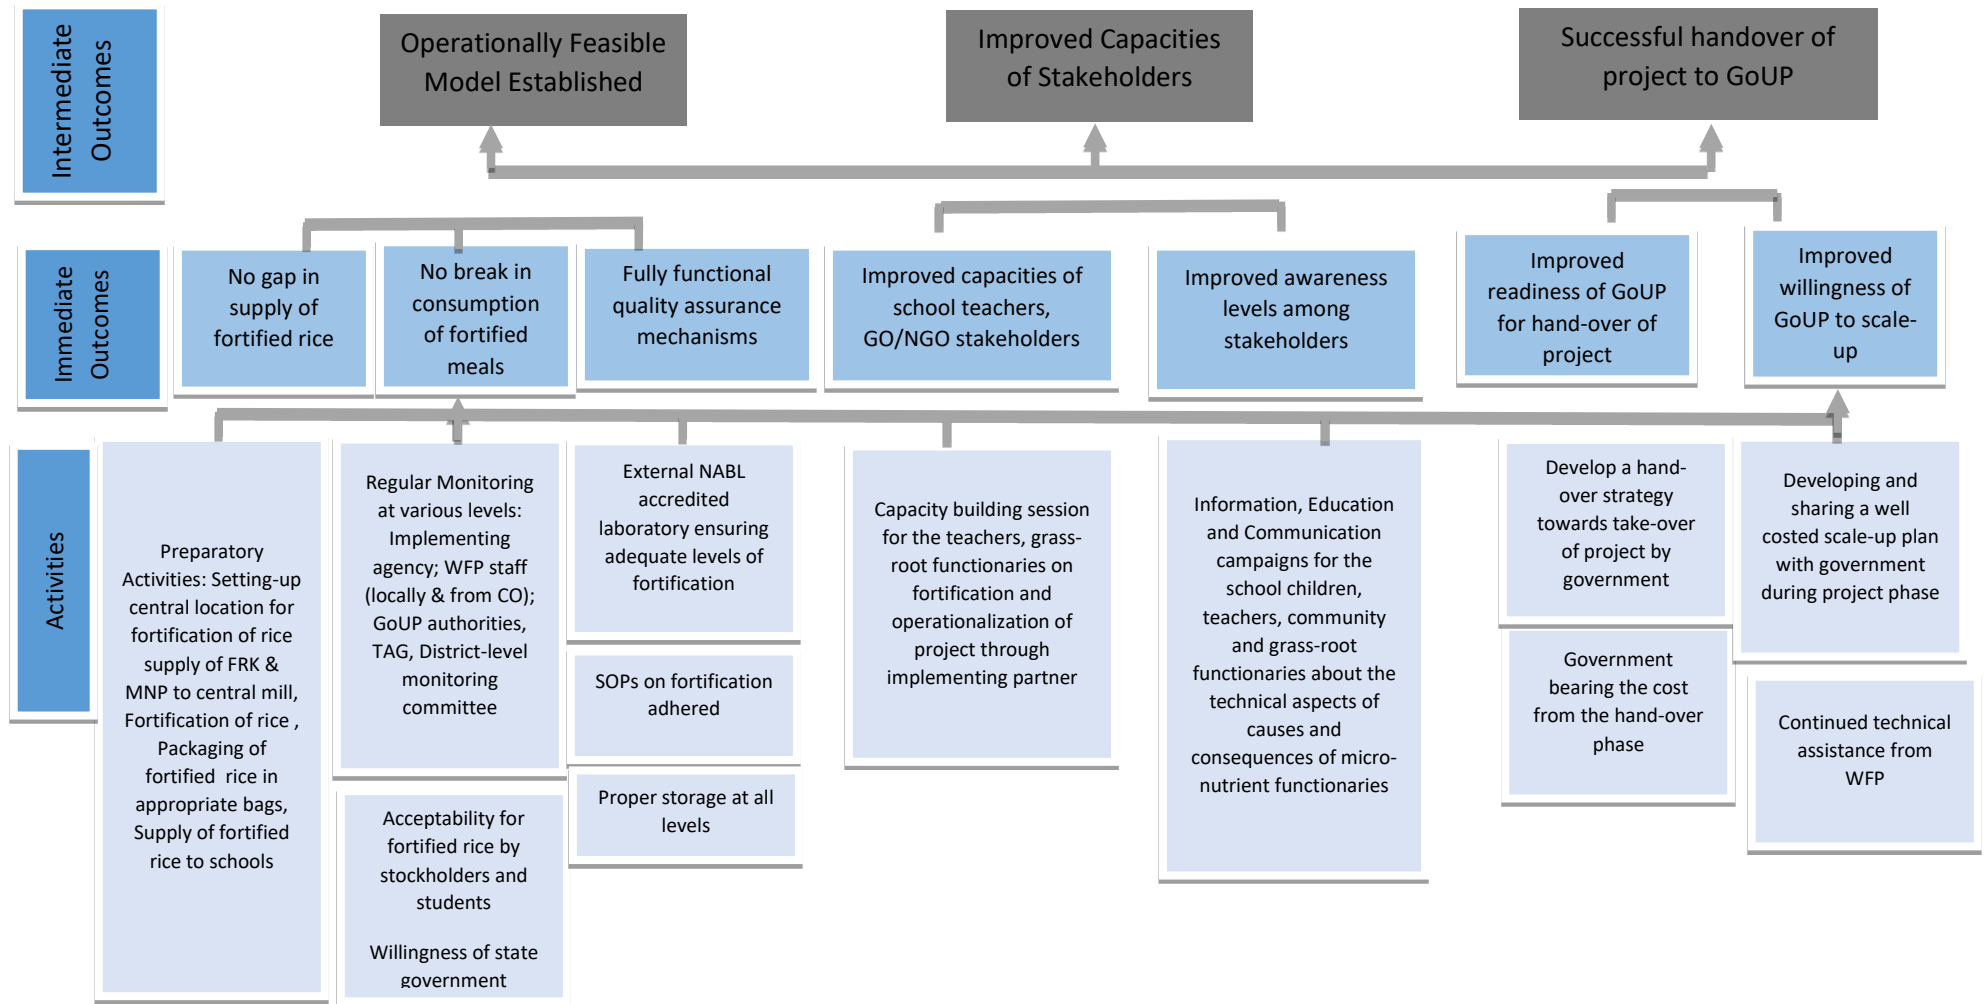 Intermediate
Outcomes
Operationally Feasible
Model Established
Improved Capacities
of Stakeholders
Successful handover of
project to GoUP
Immediate
Outcomes
No gap in
supply of
fortified rice
No break in
consumption
of fortified
meals
Fully functional
quality assurance
mechanisms
Improved capacities of
school teachers,
GO/NGO stakeholders
Improved awareness
levels among
stakeholders
Improved
readiness of GoUP
for hand-over of
project
Improved
willingness of
GoUP to scale-
up
Activities
Preparatory
Activities: Setting-up
central location for
fortification of rice
supply of FRK &
MNP to central mill,
Fortification of rice ,
Packaging of
fortified rice in
appropriate bags,
Supply of fortified
rice to schools
Regular Monitoring
at various levels:
Implementing
agency; WFP staff
(locally & from CO);
GoUP authorities,
TAG, District-level
monitoring
committee
Acceptability for
fortified rice by
stockholders and
students
Willingness of state
government
External NABL
accredited
laboratory ensuring
adequate levels of
fortification
SOPs on fortification
adhered
Proper storage at all
levels
Capacity building session
for the teachers, grass-
root functionaries on
fortification and
operationalization of
project through
implementing partner
Information, Education
and Communication
campaigns for the
school children,
teachers, community
and grass-root
functionaries about the
technical aspects of
causes and
consequences of micro-
nutrient functionaries
Develop a hand-
over strategy
towards take-over
of project by
government
Government
bearing the cost
from the hand-over
phase
Developing and
sharing a well
costed scale-up plan
with government
during project phase
Continued technical
assistance from
WFP